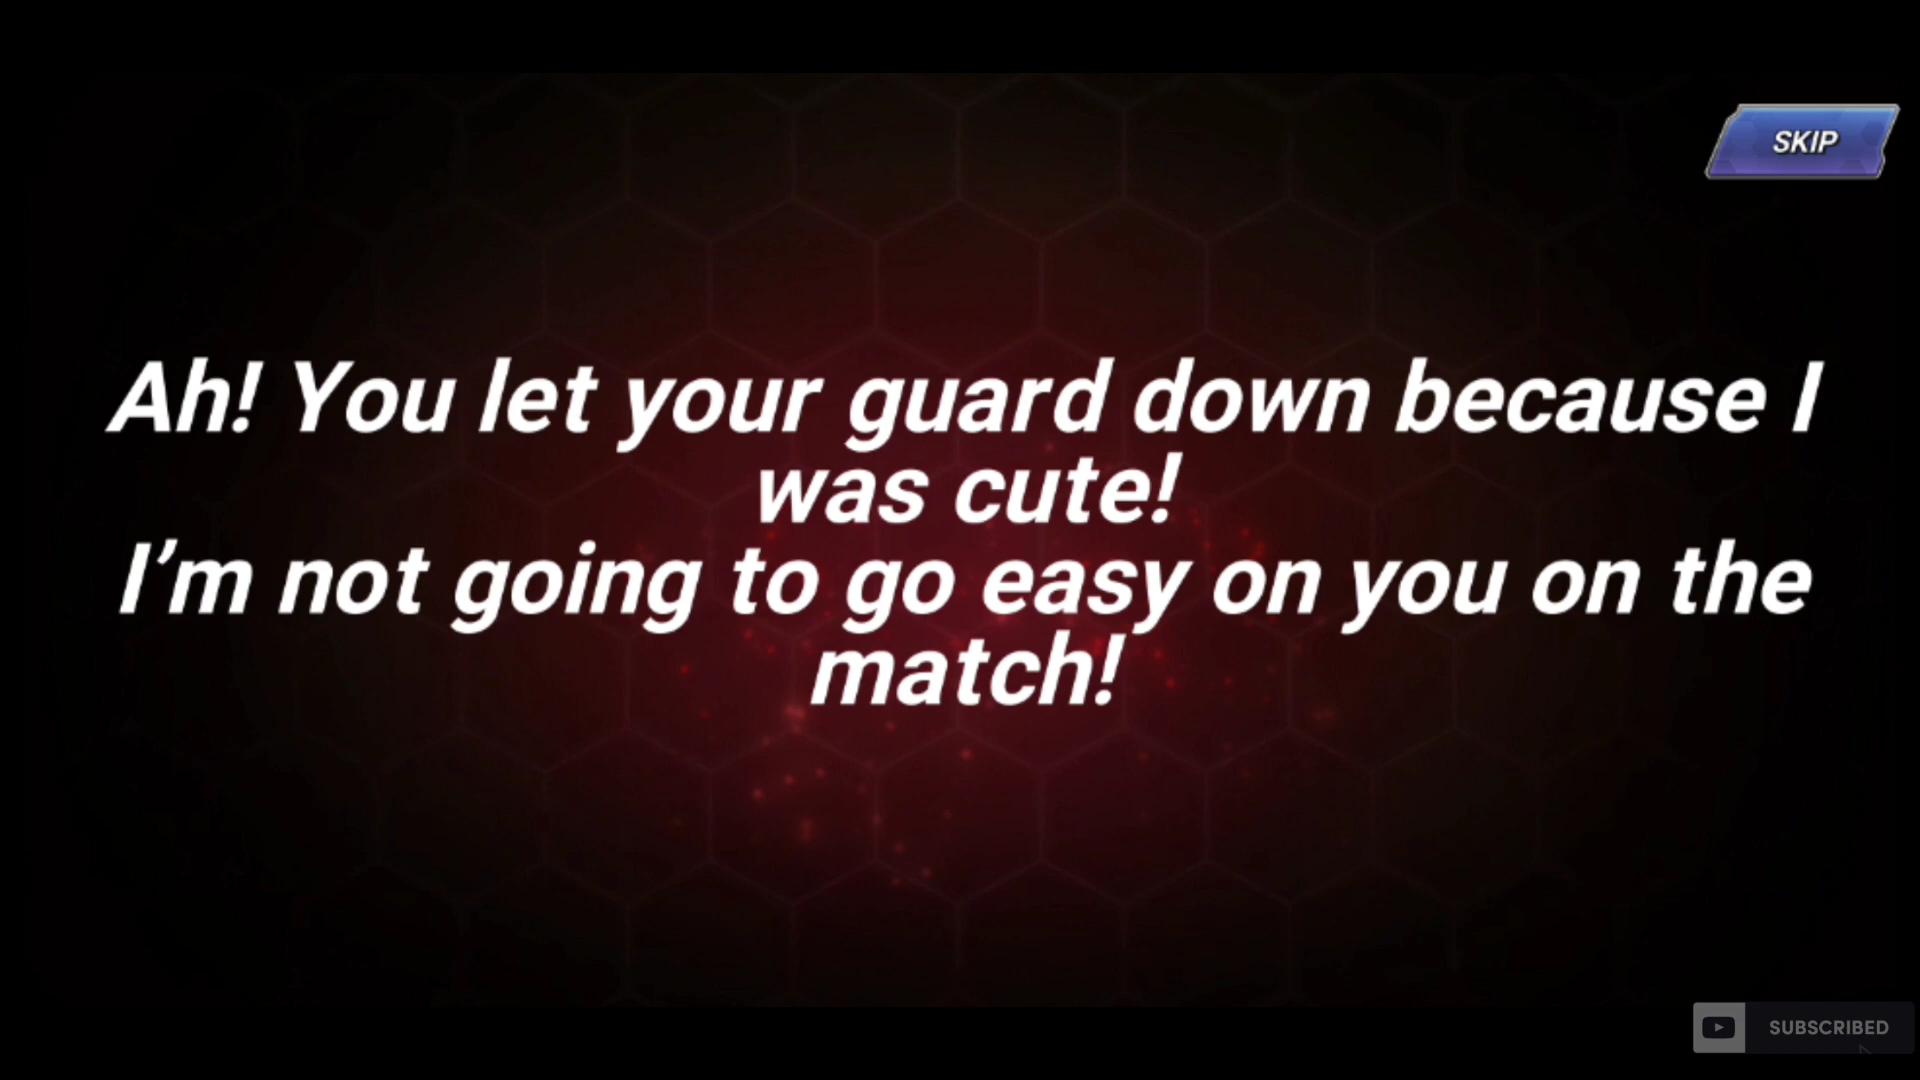 SKIP
Ah! You let your guard down because I
was cute!
I'm not going to go easy on you on the
match!
SUBSCRIBED